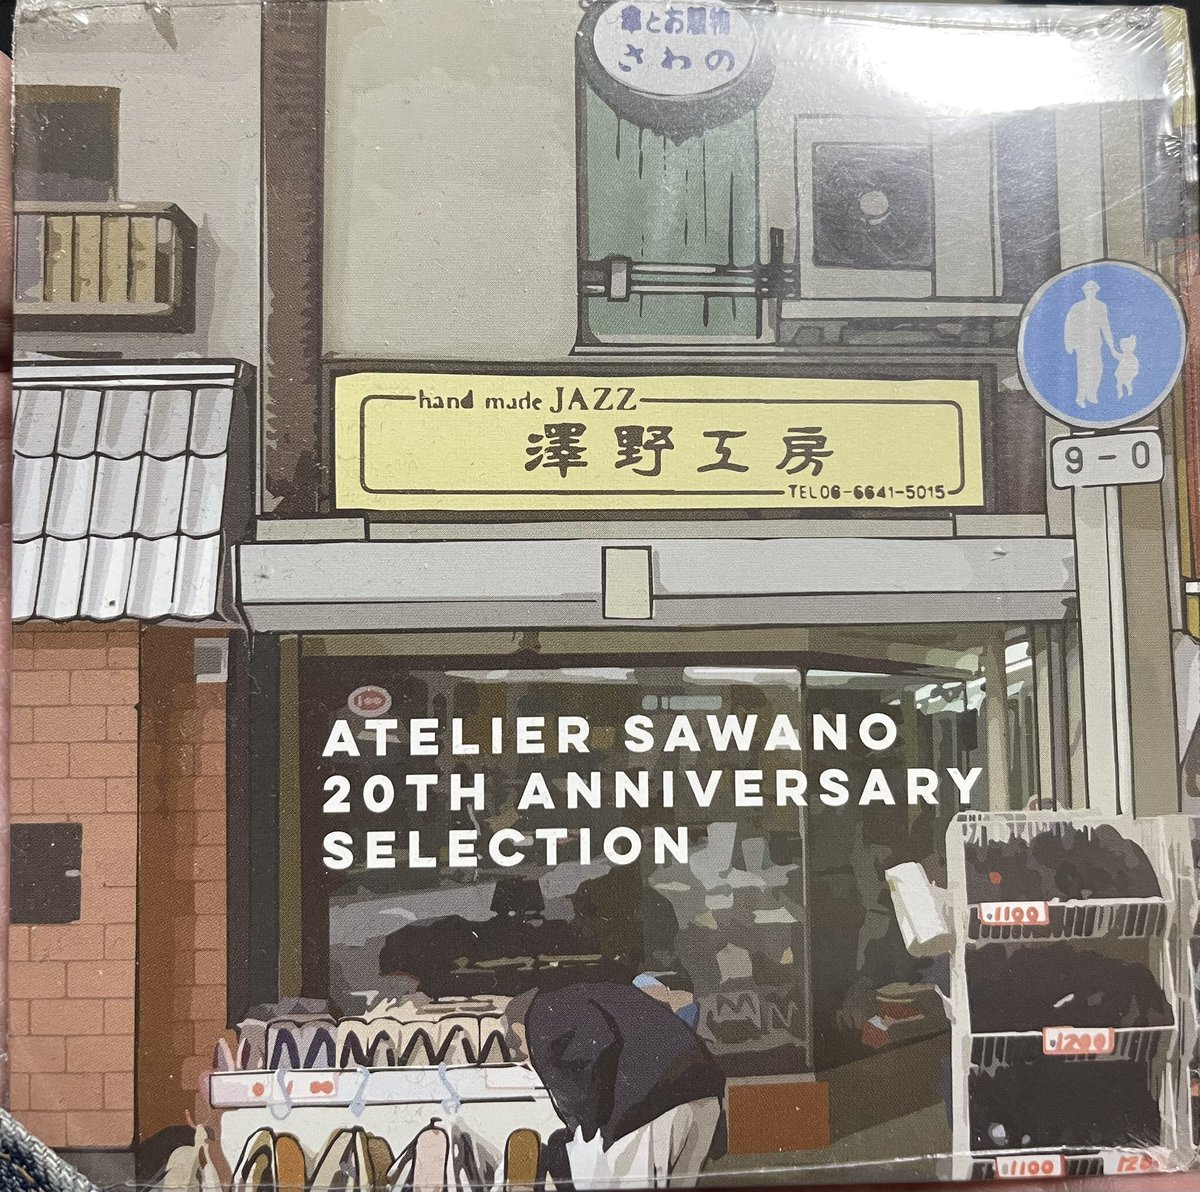 傘とお履物
さわの
hand made JAZZ
澤野工房
TEL06-6641-5015
9-0
ATELIER SAWANO
20TH ANNIVERSARY
SELECTION
1100
1200
1100